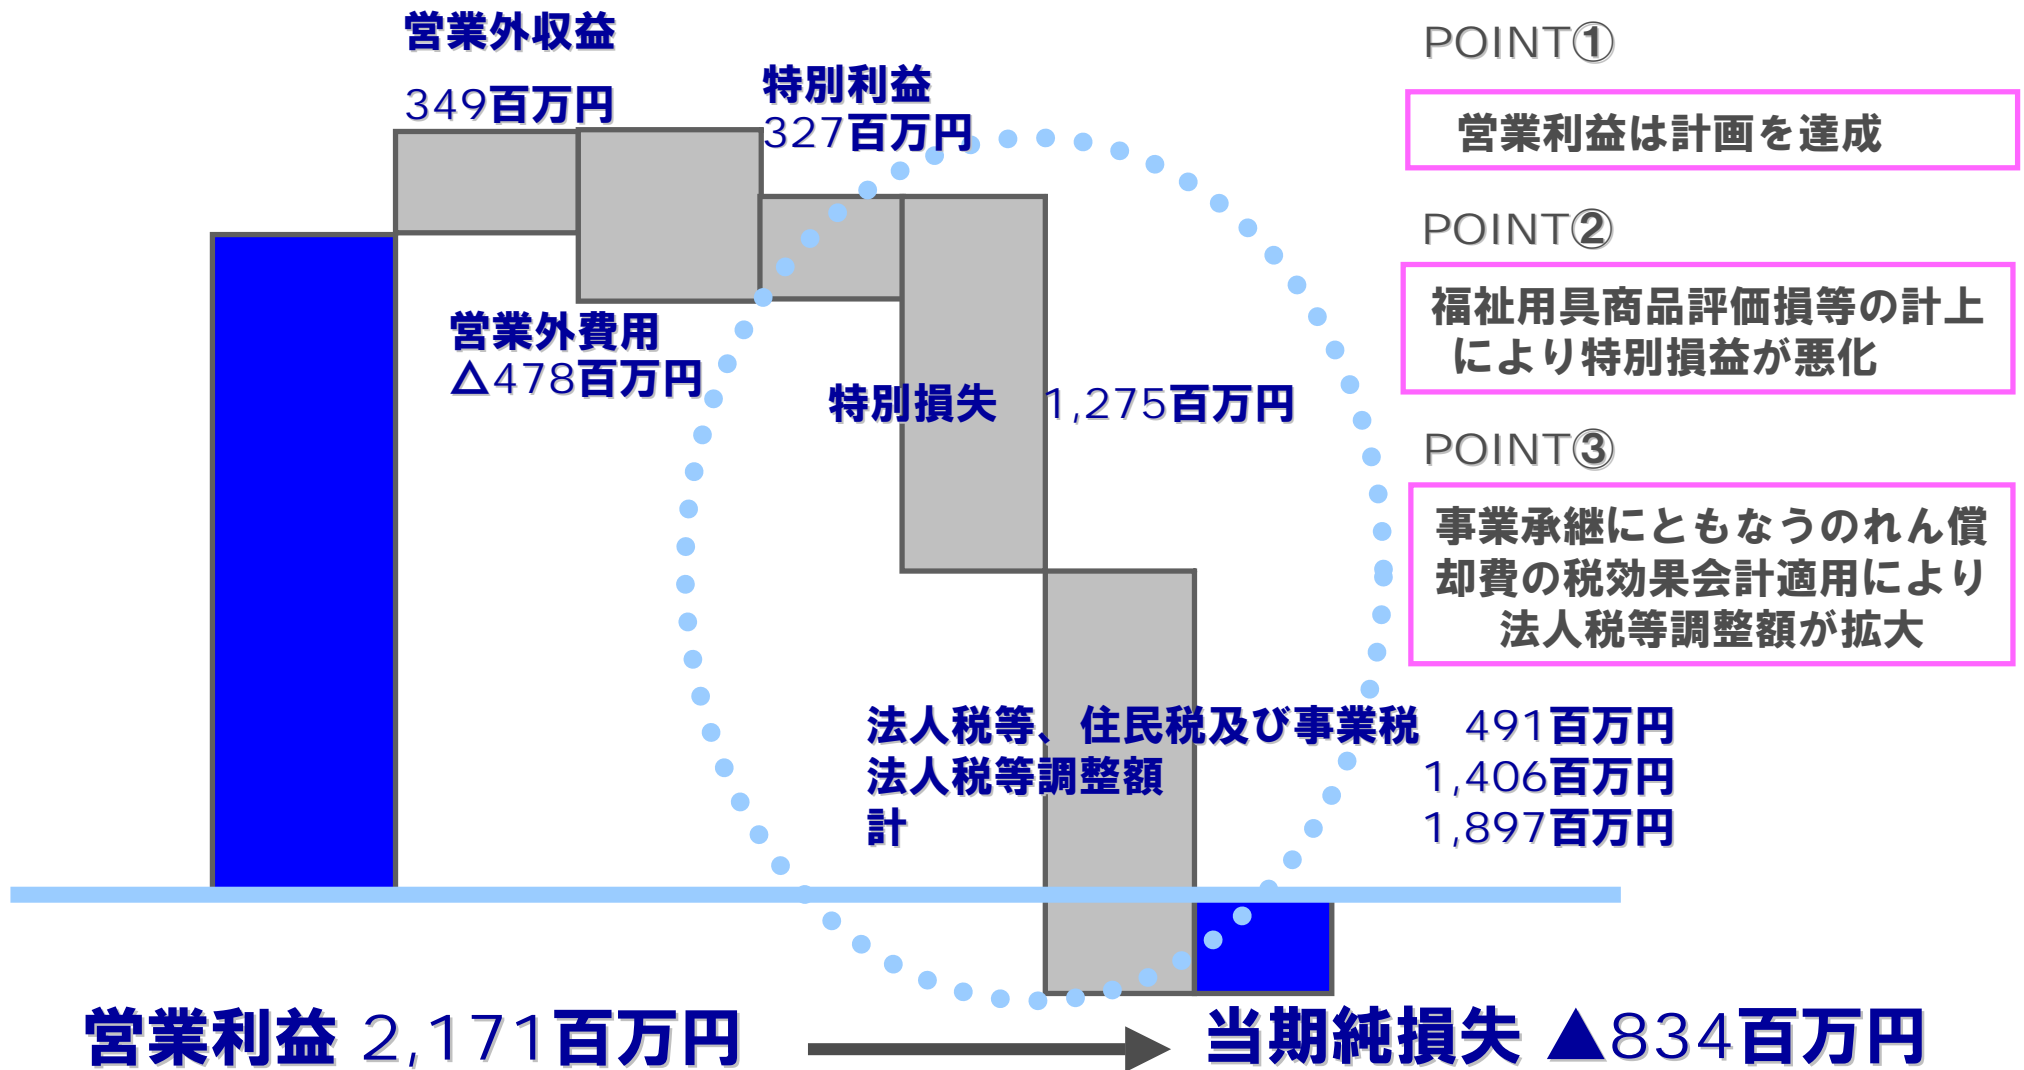 営業外収益
349百万円
特別利益
327百万円
営業外費用
△478百万円
特別損失　1,275百万円
法人税等、住民税及び事業税　491百万円
法人税等調整額　1,406百万円
計　1,897百万円
営業利益 2,171百万円
当期純損失 ▲834百万円
POINT①
営業利益は計画を達成
POINT②
福祉用具商品評価損等の計上
により特別損益が悪化
POINT③
事業承継にともなうのれん償
却費の税効果会計適用により
法人税等調整額が拡大